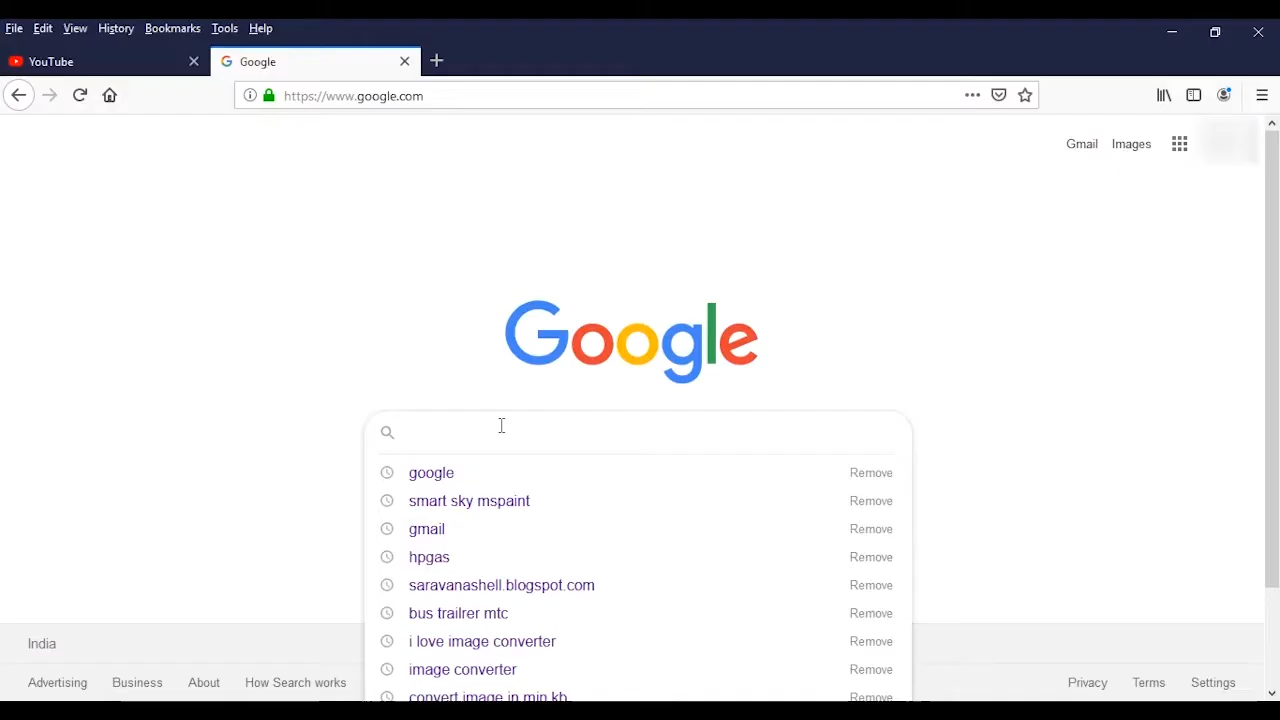 File Edit View History Bookmarks Tools Help
YouTube Google
https://www.google.com
Gmail Images
Google
google Remove
smart sky mspaint Remove
gmail Remove
hpgas Remove
saravanashell.blogspot.com Remove
bus trailrer mtc Remove
i love image converter Remove
image converter Remove
convert image in min kb Remove
India
Advertising Business About How Search works Privacy Terms Settings